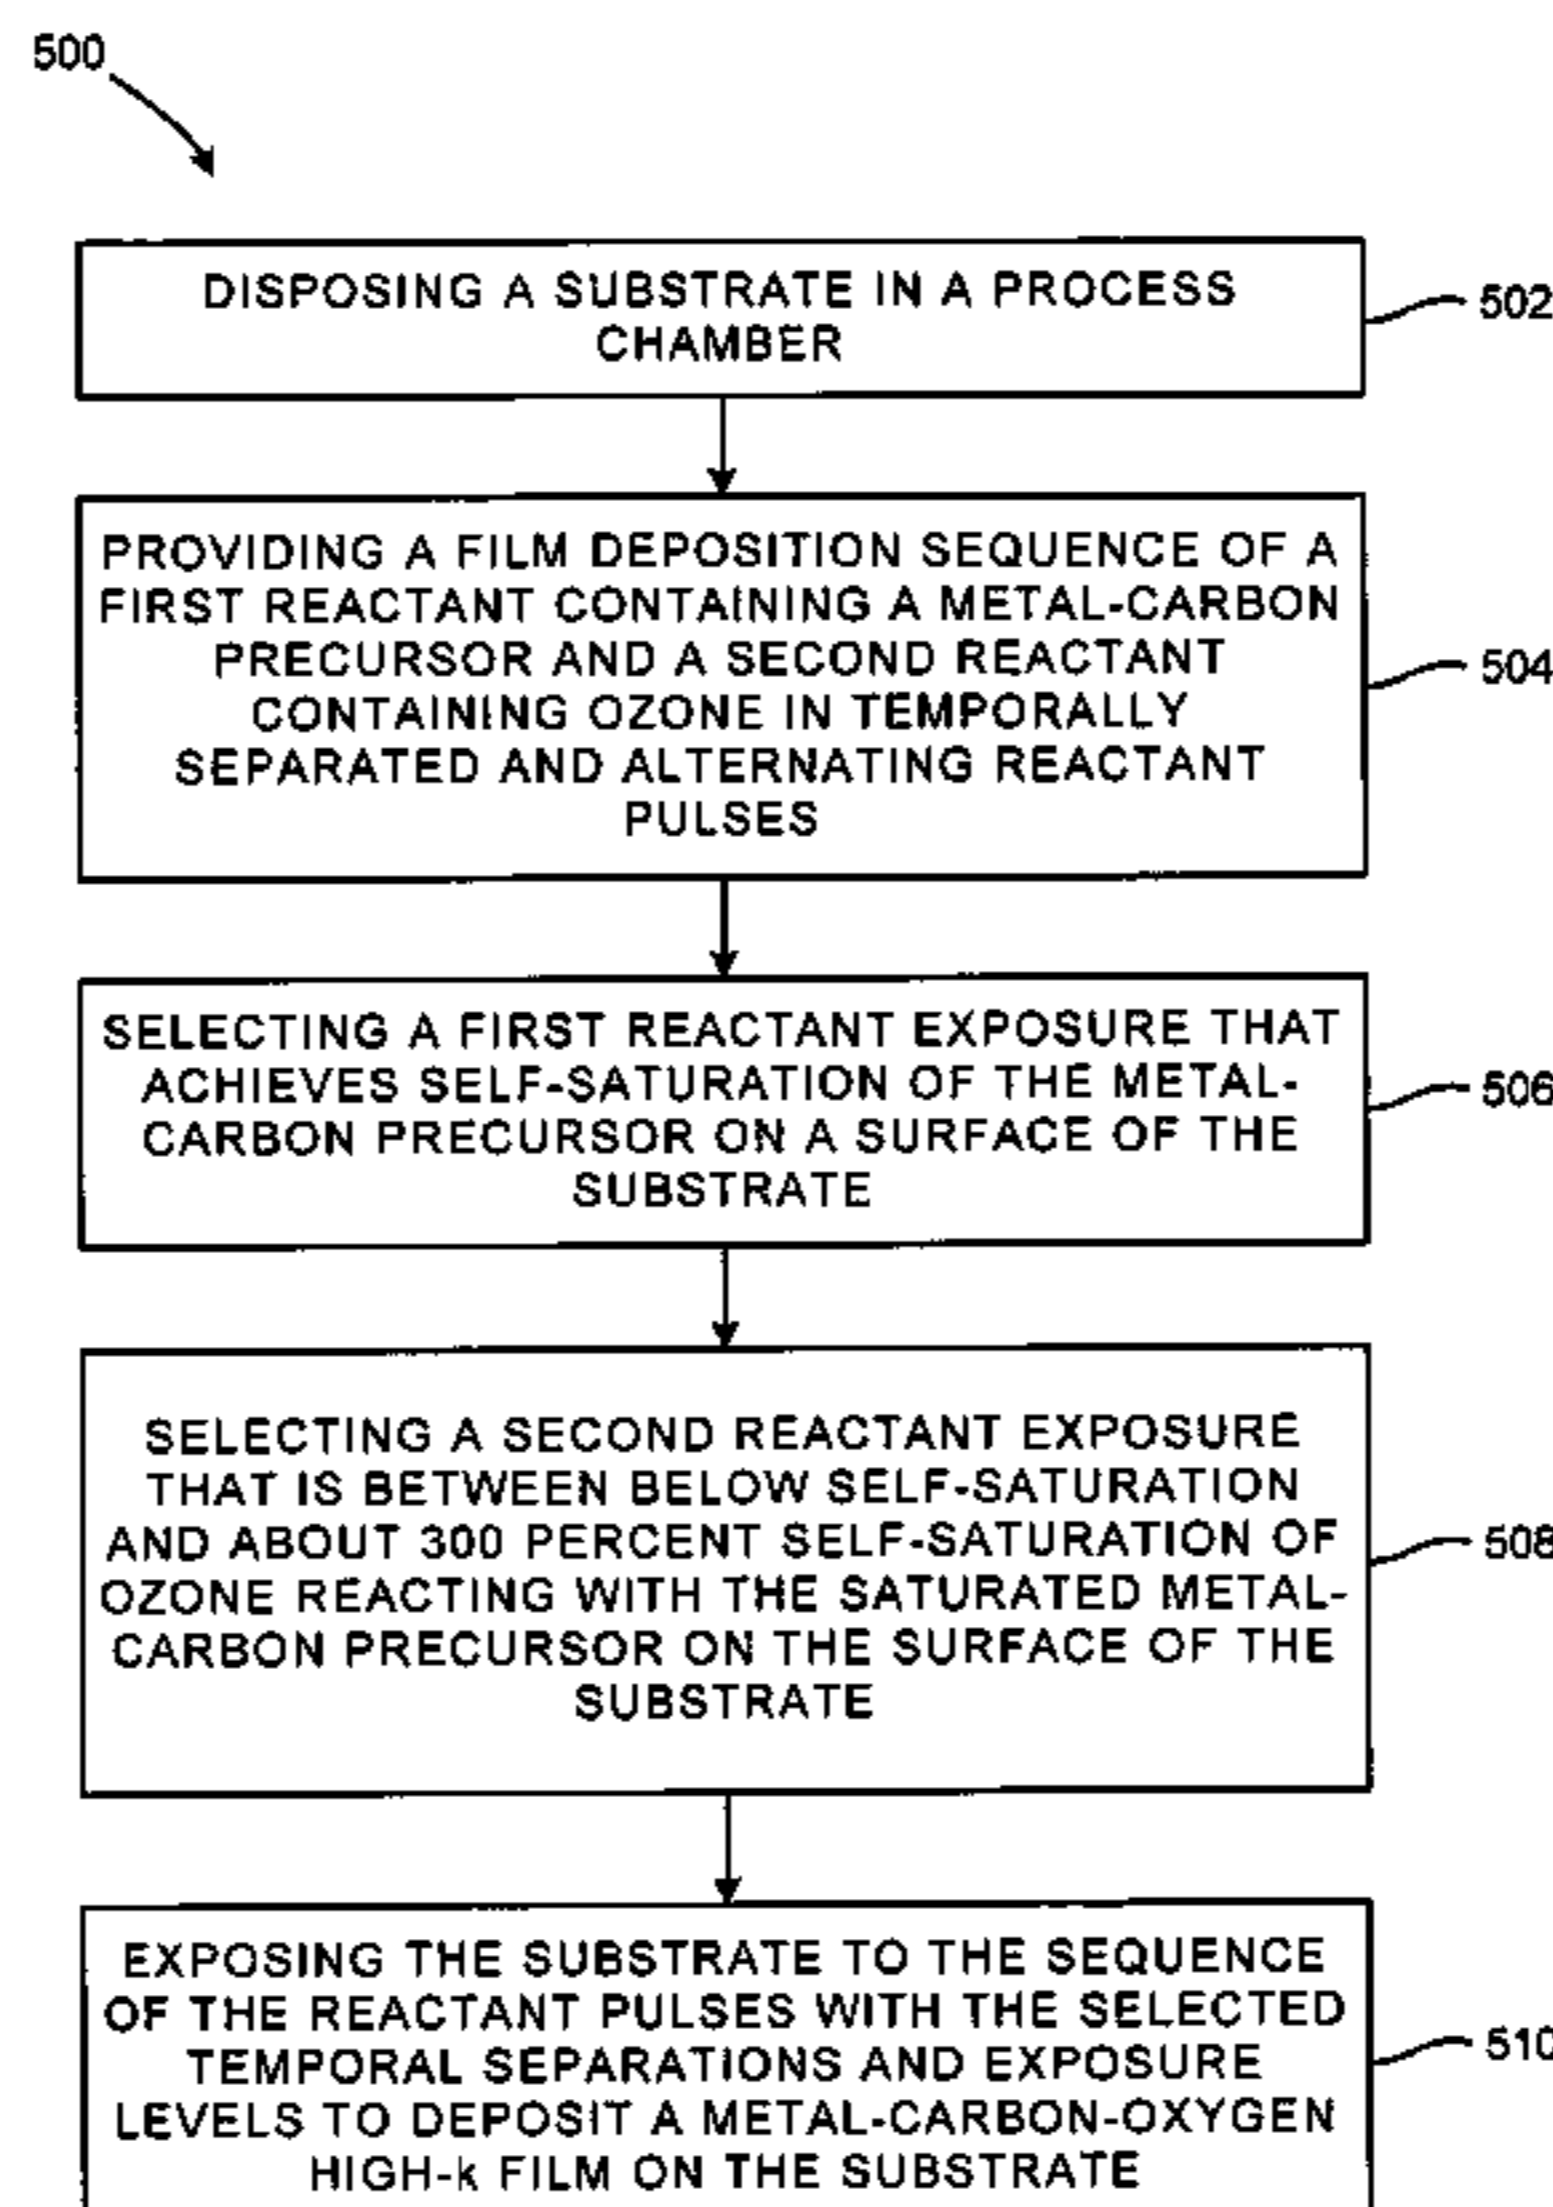 500
DISPOSING A SUBSTRATE IN A PROCESS
CHAMBER
502
PROVIDING A FILM DEPOSITION SEQUENCE OF A
FIRST REACTANT CONTAINING A METAL-CARBON
PRECURSOR AND A SECOND REACTANT
CONTAINING OZONE IN TEMPORALLY
SEPARATED AND ALTERNATING REACTANT
PULSES
504
SELECTING A FIRST REACTANT EXPOSURE THAT
ACHIEVES SELF-SATURATION OF THE METAL-
CARBON PRECURSOR ON A SURFACE OF THE
SUBSTRATE
506
SELECTING A SECOND REACTANT EXPOSURE
THAT IS BETWEEN BELOW SELF-SATURATION
AND ABOUT 300 PERCENT SELF-SATURATION OF
OZONE REACTING WITH THE SATURATED METAL-
CARBON PRECURSOR ON THE SURFACE OF THE
SUBSTRATE
508
EXPOSING THE SUBSTRATE TO THE SEQUENCE
OF THE REACTANT PULSES WITH THE SELECTED
TEMPORAL SEPARATIONS AND EXPOSURE
LEVELS TO DEPOSIT A METAL-CARBON-OXYGEN
HIGH-k FILM ON THE SUBSTRATE
510